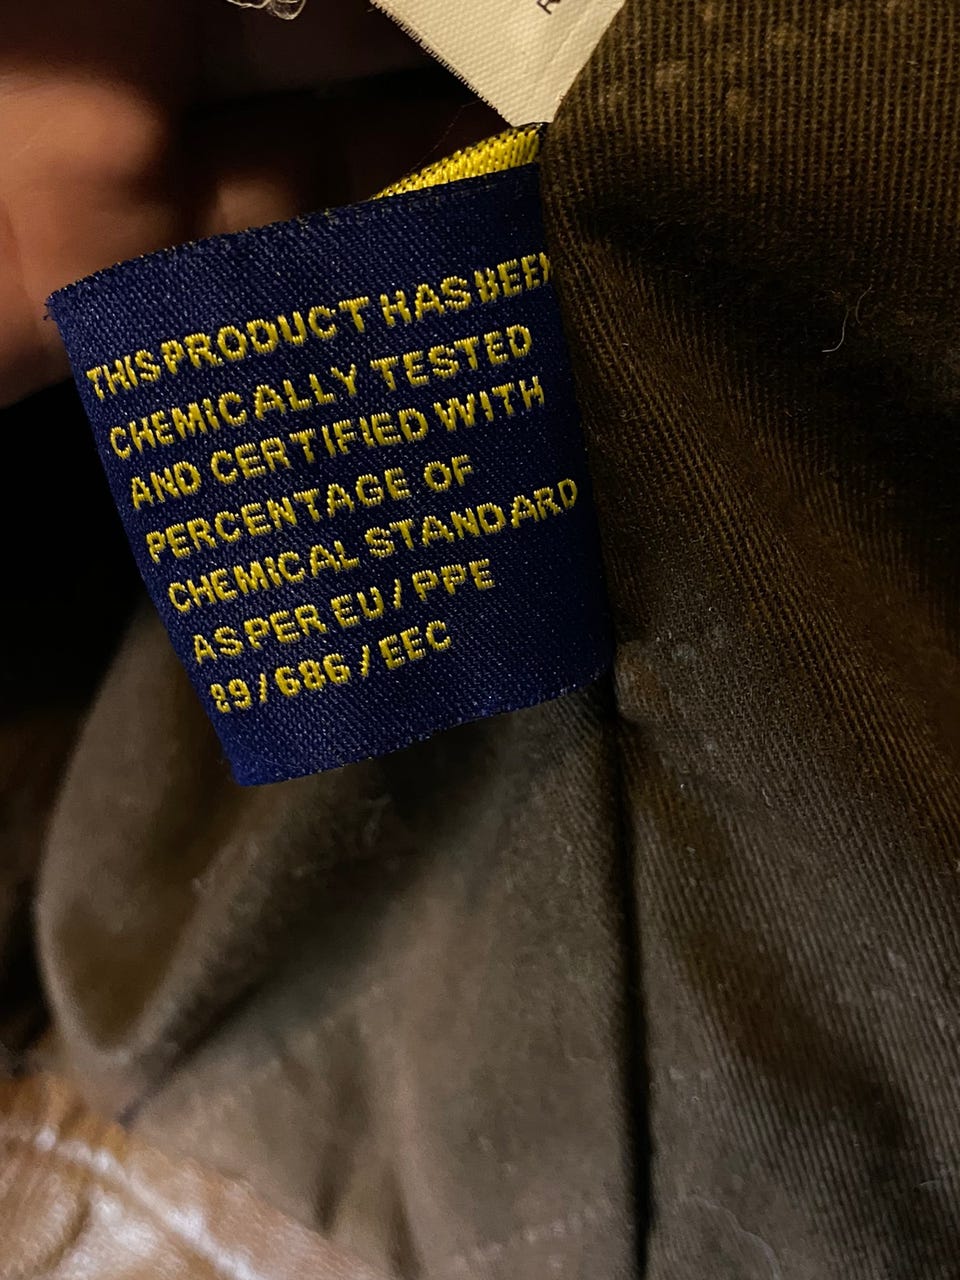 THIS PRODUCT HAS BEEN
CHEMICALLY TESTED
AND CERTIFIED WITH
PERCENTAGE OF
CHEMICAL STANDARD
AS PER EU/PPE
89/686/EEC